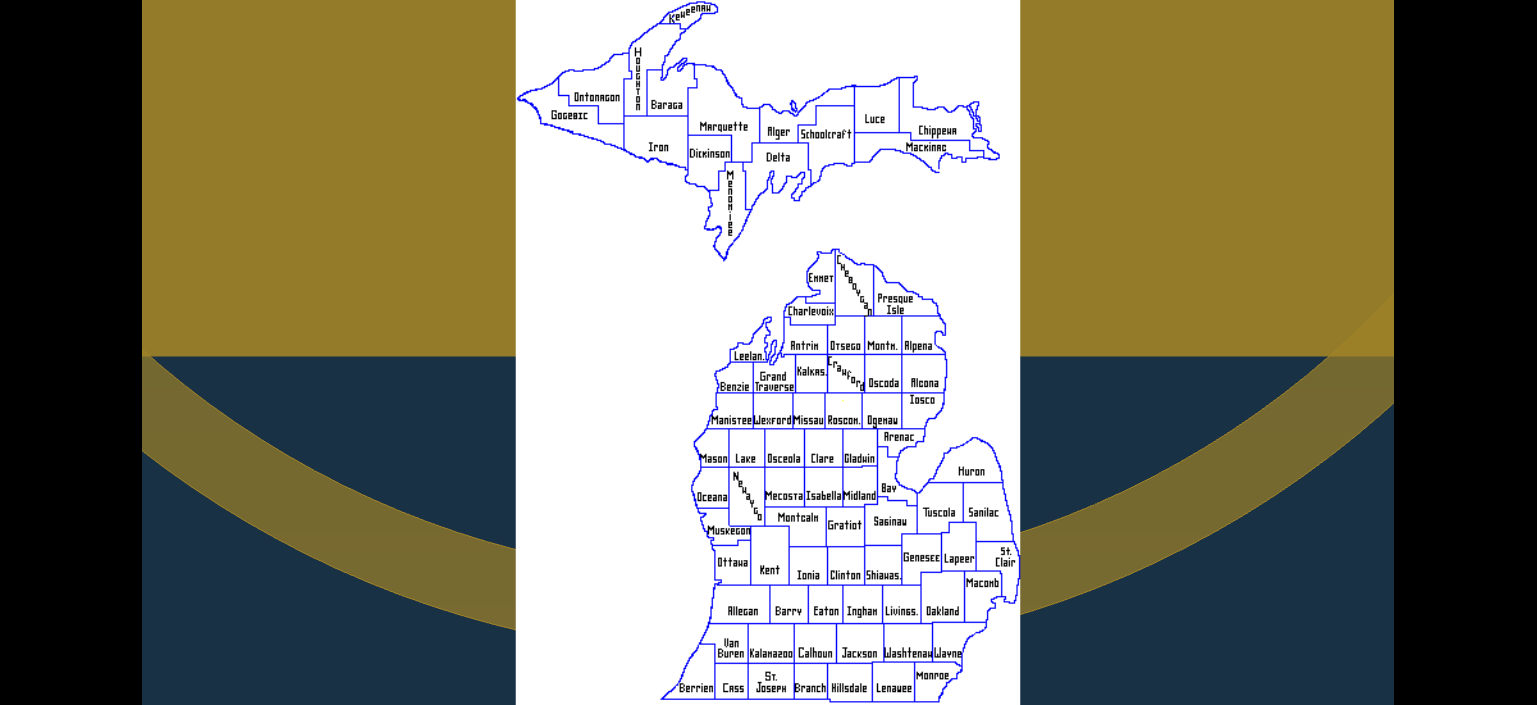 Keweenaw
Houghton
Ontonagon
Baraga
Gogebic
Marquette
Alger
Luce
Schoolcraft
Chippewa
Iron
Dickinson
Mackinac
Delta
Menomiee
Emmet
Cheboygan
Presque
Isle
Charlevoix
Antrim
Otsego
Montm.
Alpena
Leelan.
Benzie
Grand
Traverse
Kalkas.
Crawford
Oscoda
Alcona
Iosco
Manistee
Wexford
Missau
Roscom.
Ogemaw
Arenac
Mason
Lake
Osceola
Clare
Gladwin
Huron
Oceana
Newaygo
Mecosta
Isabella
Midland
Bay
Montcalm
Gratiot
Saginaw
Tuscola
Sanilac
Muskegon
Ottawa
Kent
Ionia
Clinton
Shiawas.
Genesee
Lapeer
St.
Clair
Macomb
Allegan
Barry
Eaton
Ingham
Livings.
Oakland
Van
Buren
Kalamazoo
Calhoun
Jackson
Washtenaw
Wayne
Berrien
Cass
St.
Joseph
Branch
Hillsdale
Lenawee
Monroe